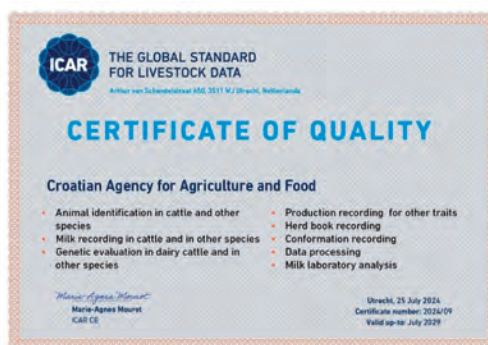 ICAR
THE GLOBAL STANDARD
FOR LIVESTOCK DATA
Arthur van Schendelstraat 650, 3511 MJ Utrecht, Netherlands
CERTIFICATE OF QUALITY
Croatian Agency for Agriculture and Food
• Animal identification in cattle and other
species
• Milk recording in cattle and in other species
• Genetic evaluation in dairy cattle and in
other species
• Production recording for other traits
• Herd book recording
• Conformation recording
• Data processing
• Milk laboratory analysis
Marie-Agnes Mouret
Marie-Agnes Mouret
ICAR CE
Utrecht, 25 July 2024
Certificate number: 2024/09
Valid up-to: July 2029